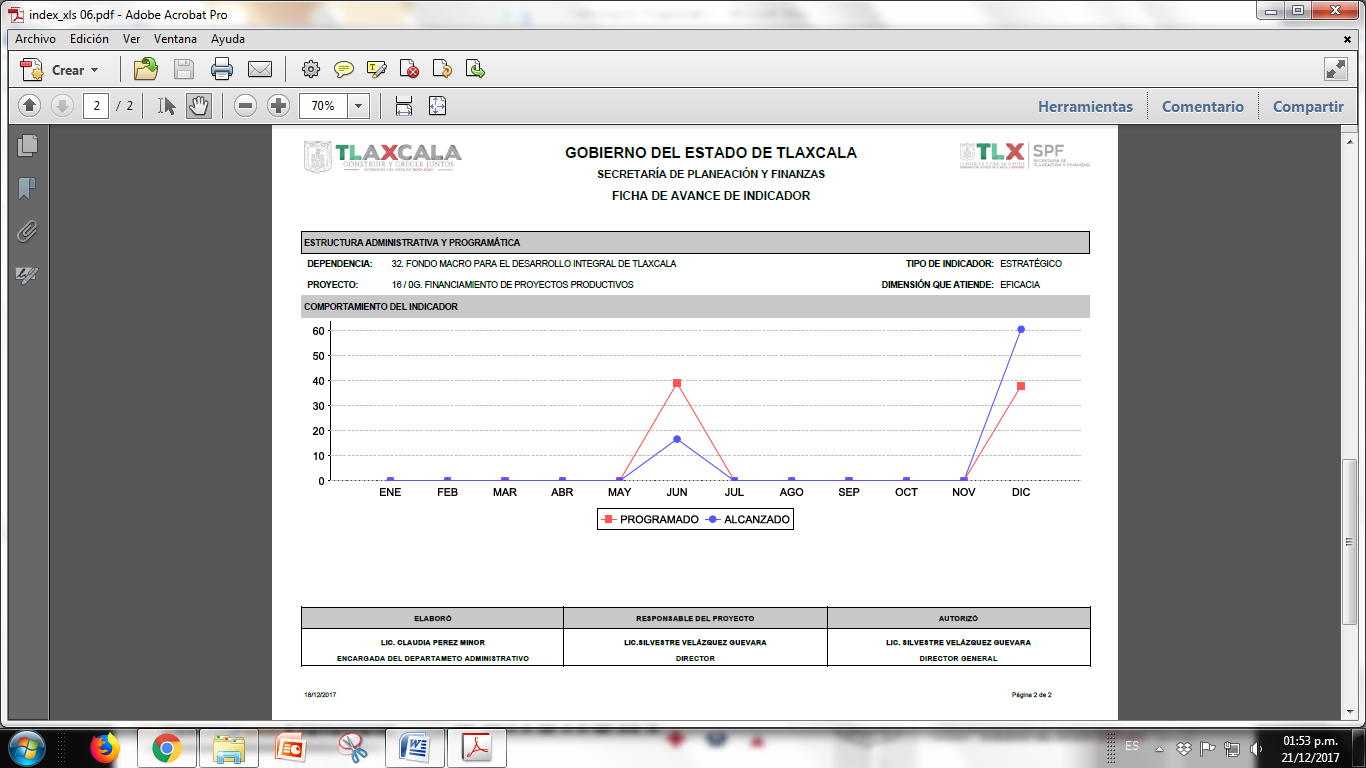 index_xls 06.pdf - Adobe Acrobat Pro
Archivo Edición Ver Ventana Ayuda
Crear
2 / 2 70% Herramientas Comentario Compartir
TLAXCALA
CONSTRUIR Y CRECER JUNTOS
TLX SPF
GOBIERNO DEL ESTADO DE TLAXCALA
SECRETARÍA DE PLANEACIÓN Y FINANZAS
FICHA DE AVANCE DE INDICADOR
ESTRUCTURA ADMINISTRATIVA Y PROGRAMÁTICA
DEPENDENCIA: 32. FONDO MACRO PARA EL DESARROLLO INTEGRAL DE TLAXCALA TIPO DE INDICADOR: ESTRATÉGICO
PROYECTO: 16 / 0G. FINANCIAMIENTO DE PROYECTOS PRODUCTIVOS DIMENSIÓN QUE ATIENDE: EFICACIA
COMPORTAMIENTO DEL INDICADOR
60
50
40
30
20
10
0
ENE FEB MAR ABR MAY JUN JUL AGO SEP OCT NOV DIC
PROGRAMADO ALCANZADO
ELABORÓ RESPONSABLE DEL PROYECTO AUTORIZÓ
LIC. CLAUDIA PEREZ MINOR LIC.SILVESTRE VELÁZQUEZ GUEVARA LIC. SILVESTRE VELÁZQUEZ GUEVARA
ENCARGADA DEL DEPARTAMETO ADMINISTRATIVO DIRECTOR DIRECTOR GENERAL
18/12/2017 Página 2 de 2
ES 01:53 p.m.
21/12/2017